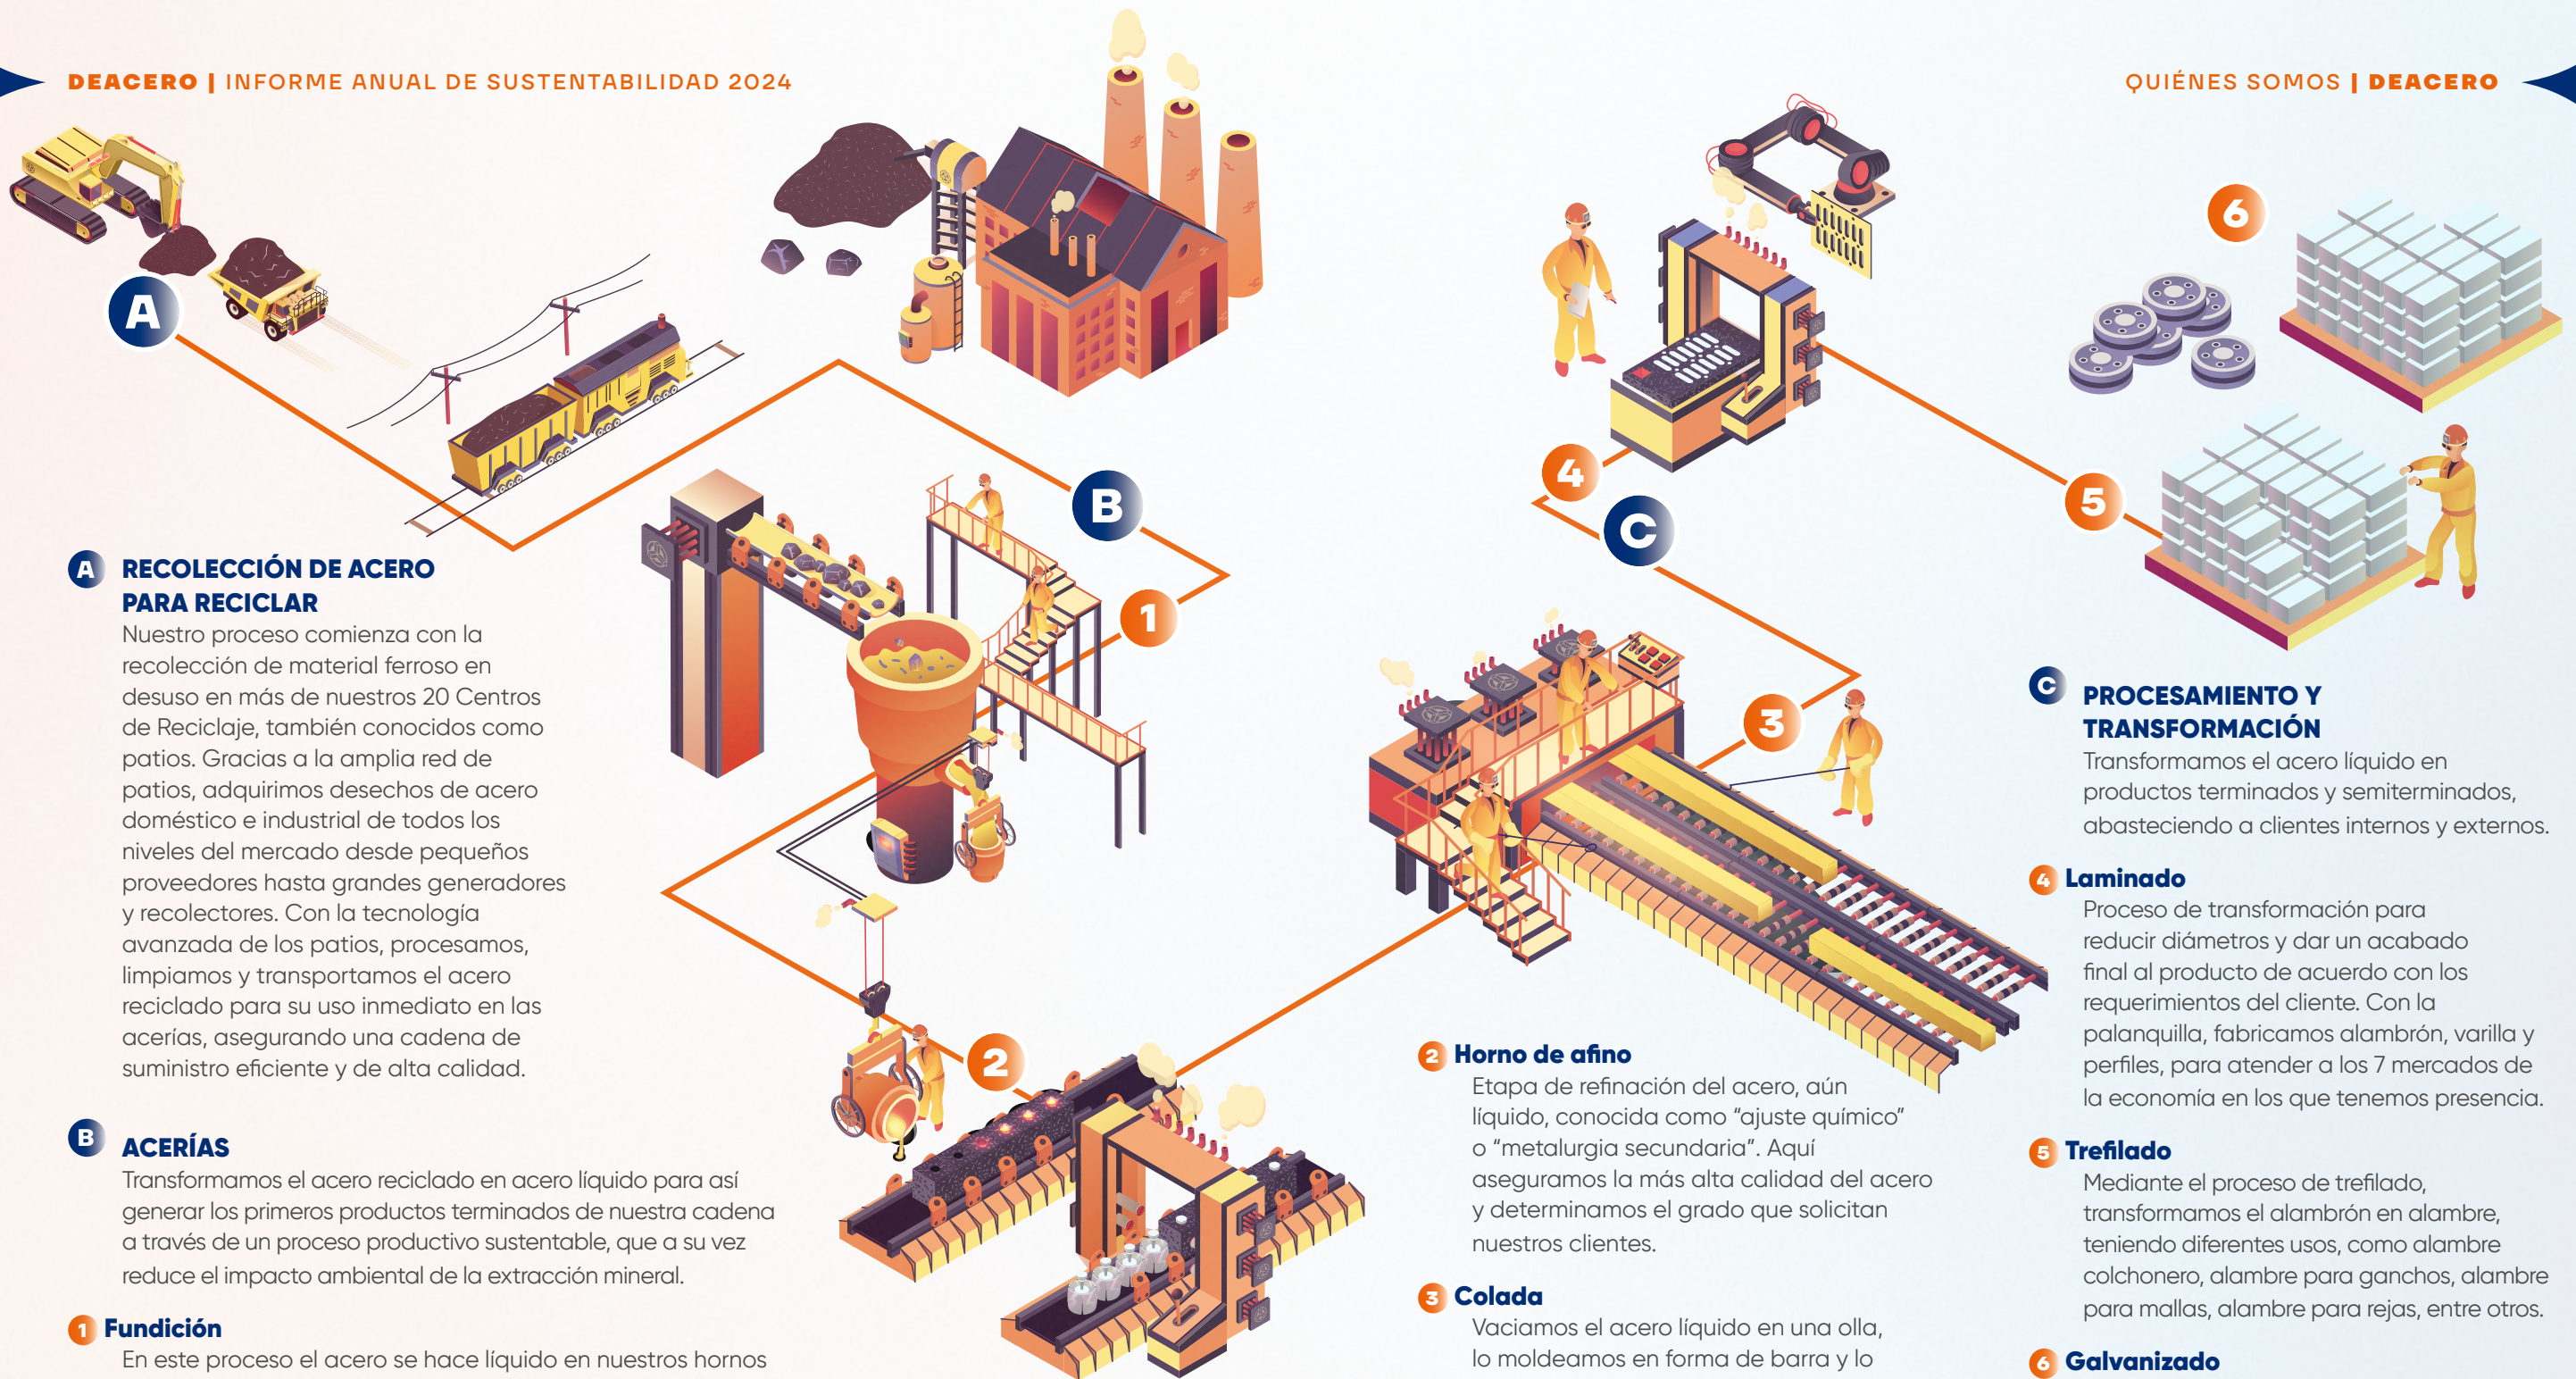 DEACERO | INFORME ANUAL DE SUSTENTABILIDAD 2024
QUIÉNES SOMOS | DEACERO
A
B
1
2
C
3
4
5
6
A RECOLECCIÓN DE ACERO
PARA RECICLAR
Nuestro proceso comienza con la
recolección de material ferroso en
desuso en más de nuestros 20 Centros
de Reciclaje, también conocidos como
patios. Gracias a la amplia red de
patios, adquirimos desechos de acero
doméstico e industrial de todos los
niveles del mercado desde pequeños
proveedores hasta grandes generadores
y recolectores. Con la tecnología
avanzada de los patios, procesamos,
limpiamos y transportamos el acero
reciclado para su uso inmediato en las
acerías, asegurando una cadena de
suministro eficiente y de alta calidad.
B ACERÍAS
Transformamos el acero reciclado en acero líquido para así
generar los primeros productos terminados de nuestra cadena
a través de un proceso productivo sustentable, que a su vez
reduce el impacto ambiental de la extracción mineral.
1 Fundición
En este proceso el acero se hace líquido en nuestros hornos
2 Horno de afino
Etapa de refinación del acero, aún
líquido, conocida como “ajuste químico”
o “metalurgia secundaria”. Aquí
aseguramos la más alta calidad del acero
y determinamos el grado que solicitan
nuestros clientes.
3 Colada
Vaciamos el acero líquido en una olla,
lo moldeamos en forma de barra y lo
C PROCESAMIENTO Y
TRANSFORMACIÓN
Transformamos el acero líquido en
productos terminados y semiterminados,
abasteciendo a clientes internos y externos.
4 Laminado
Proceso de transformación para
reducir diámetros y dar un acabado
final al producto de acuerdo con los
requerimientos del cliente. Con la
palanquilla, fabricamos alambrón, varilla y
perfiles, para atender a los 7 mercados de
la economía en los que tenemos presencia.
5 Trefilado
Mediante el proceso de trefilado,
transformamos el alambrón en alambre,
teniendo diferentes usos, como alambre
colchonero, alambre para ganchos, alambre
para mallas, alambre para rejas, entre otros.
6 Galvanizado